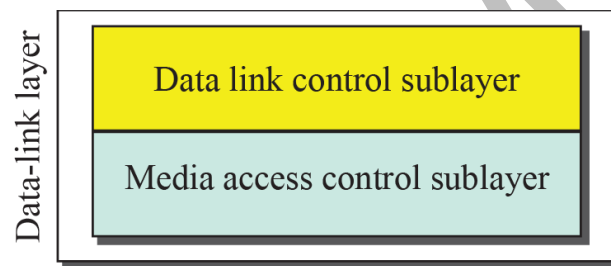 Data-link layer
Data link control sublayer
Media access control sublayer